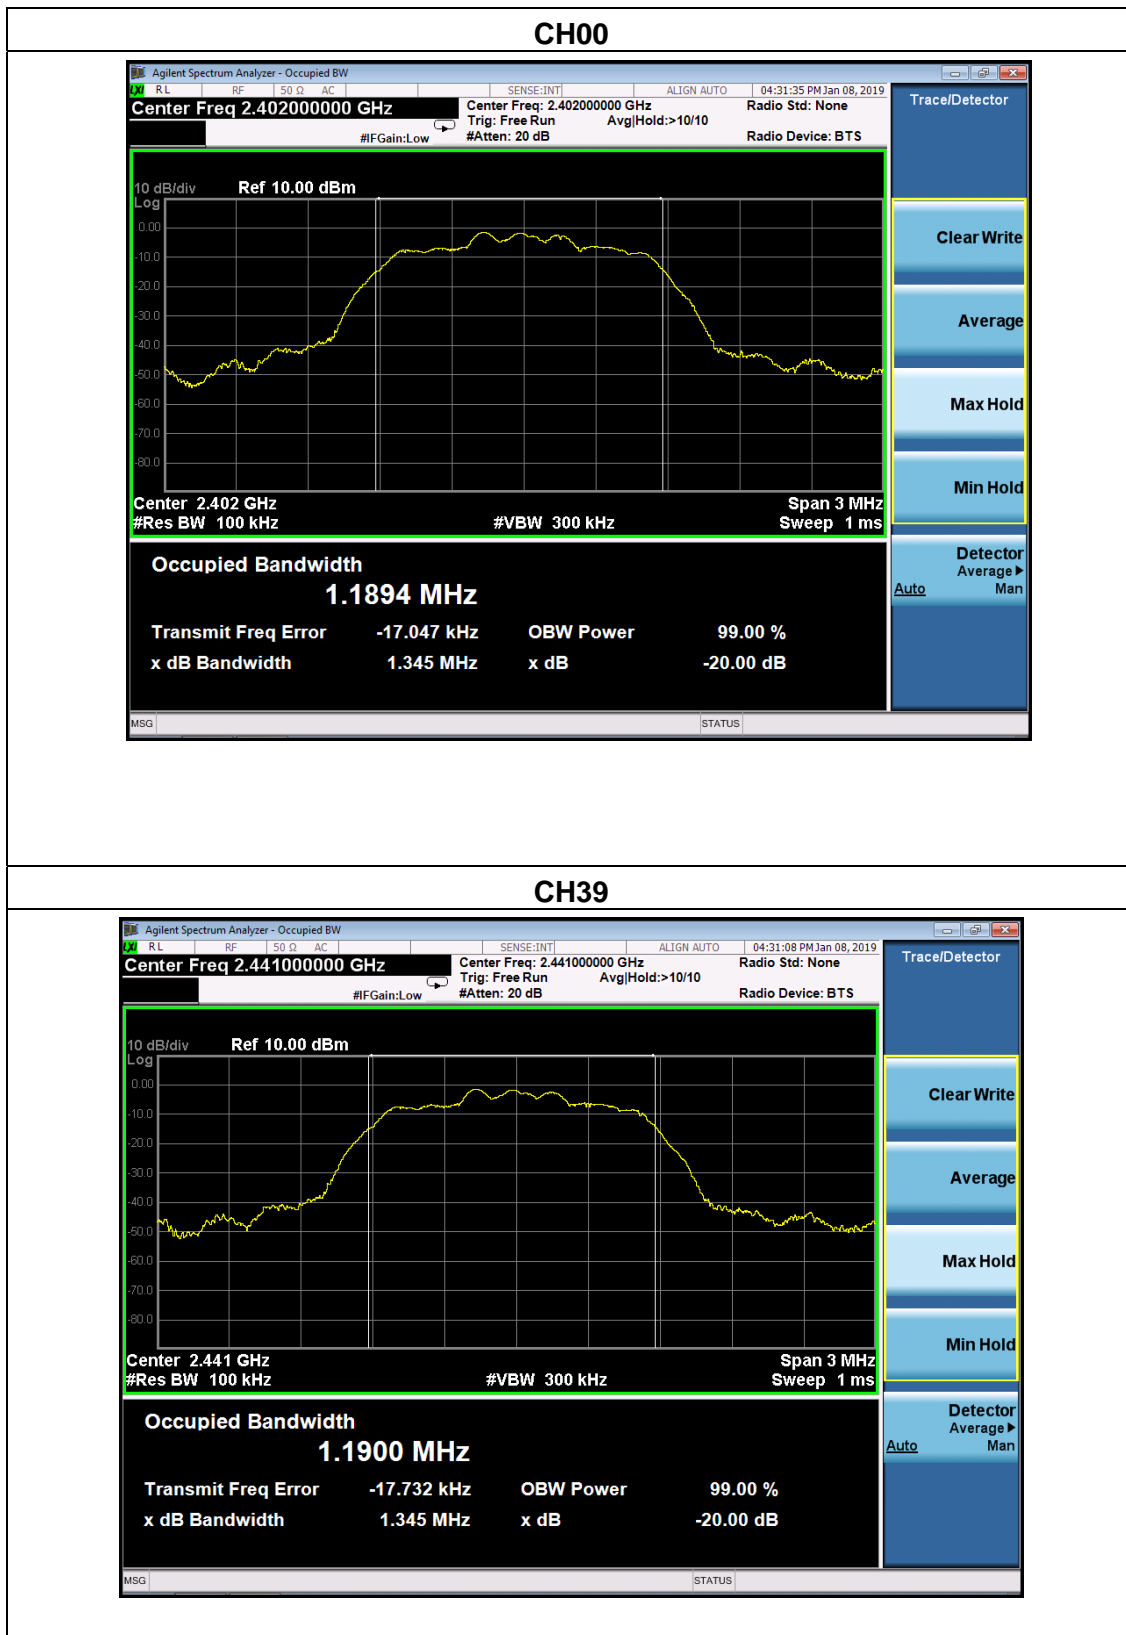 CH00
Agilent Spectrum Analyzer - Occupied BW
LXI RL RF 50 Ω AC SENSE:INT ALIGN AUTO 04:31:35 PM Jan 08, 2019
Center Freq 2.402000000 GHz
Center Freq: 2.402000000 GHz Radio Std: None
Trig: Free Run Avg|Hold:>10/10
#IFGain:Low #Atten: 20 dB Radio Device: BTS
Trace/Detector
10 dB/div Ref 10.00 dBm
Log
0.00
-10.0
-20.0
-30.0
-40.0
-50.0
-60.0
-70.0
-80.0
Center 2.402 GHz Span 3 MHz
#Res BW 100 kHz #VBW 300 kHz Sweep 1 ms
Clear Write
Average
Max Hold
Min Hold
Detector
Average▶
Auto Man
Occupied Bandwidth
1.1894 MHz
Transmit Freq Error -17.047 kHz OBW Power 99.00 %
x dB Bandwidth 1.345 MHz x dB -20.00 dB
MSG STATUS
CH39
Agilent Spectrum Analyzer - Occupied BW
LXI RL RF 50 Ω AC SENSE:INT ALIGN AUTO 04:31:08 PM Jan 08, 2019
Center Freq 2.441000000 GHz
Center Freq: 2.441000000 GHz Radio Std: None
Trig: Free Run Avg|Hold:>10/10
#IFGain:Low #Atten: 20 dB Radio Device: BTS
Trace/Detector
10 dB/div Ref 10.00 dBm
Log
0.00
-10.0
-20.0
-30.0
-40.0
-50.0
-60.0
-70.0
-80.0
Center 2.441 GHz Span 3 MHz
#Res BW 100 kHz #VBW 300 kHz Sweep 1 ms
Clear Write
Average
Max Hold
Min Hold
Detector
Average▶
Auto Man
Occupied Bandwidth
1.1900 MHz
Transmit Freq Error -17.732 kHz OBW Power 99.00 %
x dB Bandwidth 1.345 MHz x dB -20.00 dB
MSG STATUS